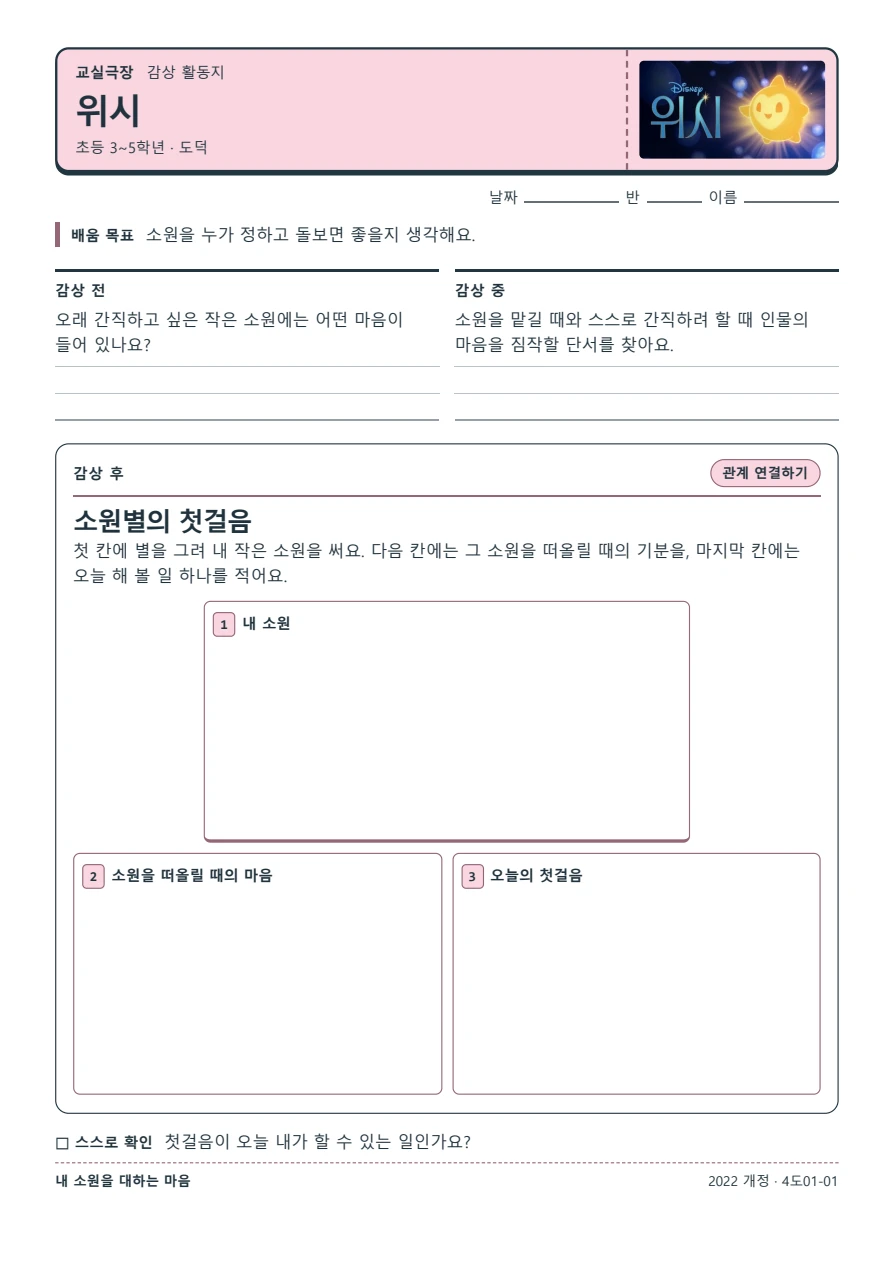 교실극장 감상 활동지
위시
초등 3~5학년 · 도덕
Disney
위시
날짜 반 이름
배움 목표 소원을 누가 정하고 돌보면 좋을지 생각해요.
감상 전
오래 간직하고 싶은 작은 소원에는 어떤 마음이
들어 있나요?
감상 중
소원을 맡길 때와 스스로 간직하려 할 때 인물의
마음을 짐작할 단서를 찾아요.
감상 후
관계 연결하기
소원별의 첫걸음
첫 칸에 별을 그려 내 작은 소원을 써요. 다음 칸에는 그 소원을 떠올릴 때의 기분을, 마지막 칸에는
오늘 해 볼 일 하나를 적어요.
1 내 소원
2 소원을 떠올릴 때의 마음
3 오늘의 첫걸음
스스로 확인 첫걸음이 오늘 내가 할 수 있는 일인가요?
내 소원을 대하는 마음
2022 개정 · 4도01-01